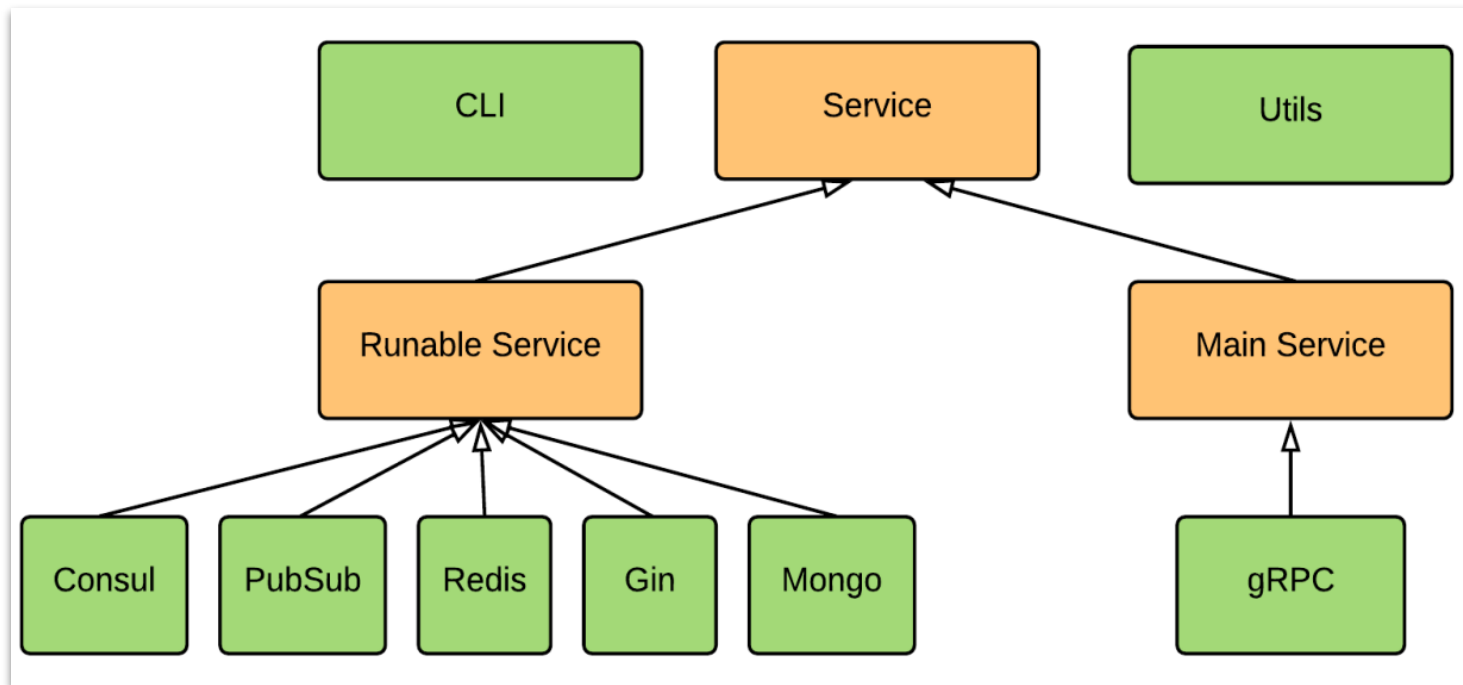 CLI
Service
Utils
Runable Service
Main Service
Consul
PubSub
Redis
Gin
Mongo
gRPC